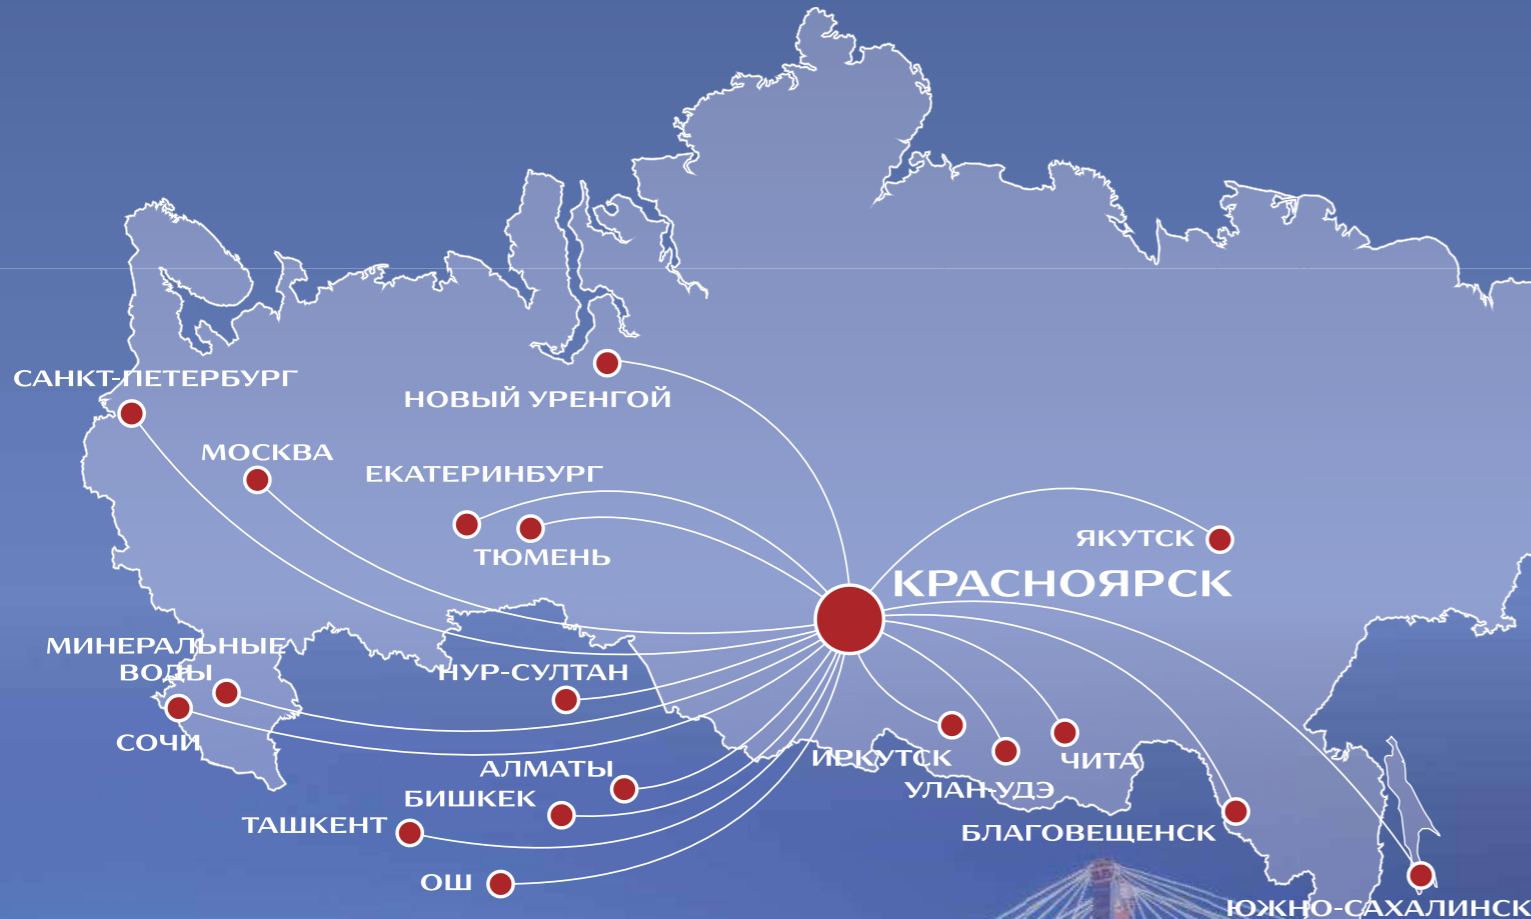 САНКТ-ПЕТЕРБУРГ
НОВЫЙ УРЕНГОЙ
МОСКВА
ЕКАТЕРИНБУРГ
ТЮМЕНЬ
ЯКУТСК
КРАСНОЯРСК
МИНЕРАЛЬНЫЕ
ВОДЫ
НУР-СУЛТАН
СОЧИ
ИРКУТСК
ЧИТА
АЛМАТЫ
УЛАН-УДЭ
БИШКЕК
ТАШКЕНТ
БЛАГОВЕЩЕНСК
ОШ
ЮЖНО-САХАЛИНСК